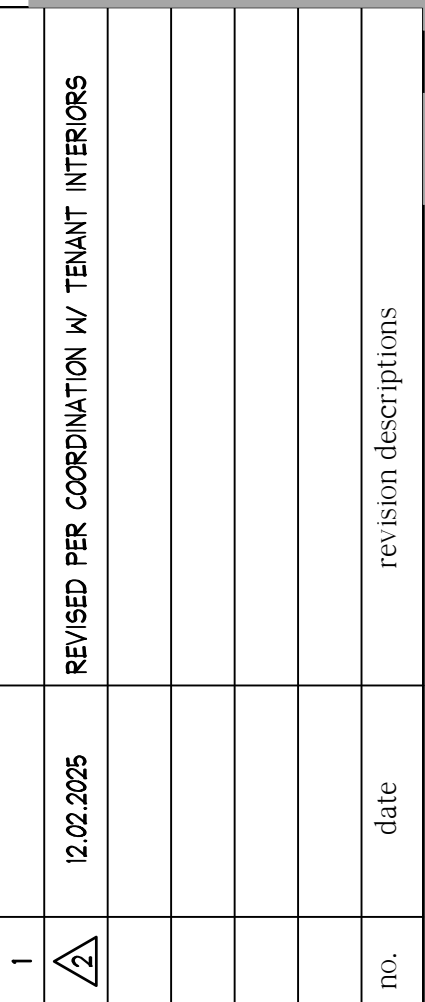 1
2 12.02.2025 REVISED PER COORDINATION W/ TENANT INTERIORS
no. date revision descriptions